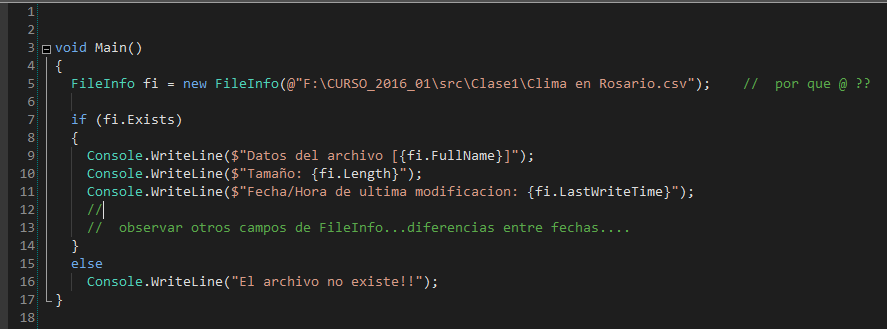 1
2
3 void Main()
4 {
5 FileInfo fi = new FileInfo(@"F:\CURSO_2016_01\src\Clase1\Clima en Rosario.csv");    //  por que @ ??
6
7 if (fi.Exists)
8 {
9 Console.WriteLine($"Datos del archivo [{fi.FullName}]");
10 Console.WriteLine($"Tamaño: {fi.Length}");
11 Console.WriteLine($"Fecha/Hora de ultima modificacion: {fi.LastWriteTime}");
12 //
13 //  observar otros campos de FileInfo...diferencias entre fechas....
14 }
15 else
16 Console.WriteLine("El archivo no existe!!");
17 }
18